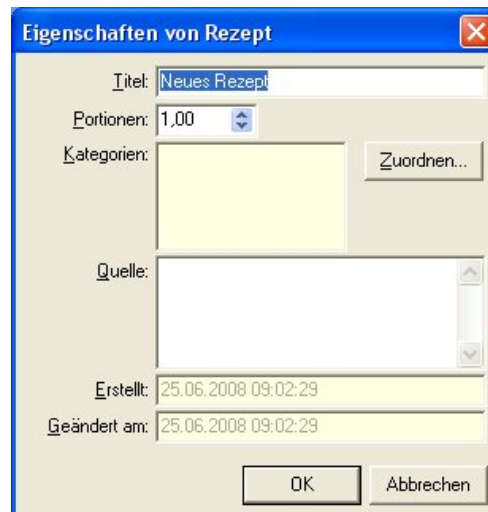 Eigenschaften von Rezept
Titel: Neues Rezept
Portionen: 1,00
Kategorien: Zuordnen...
Quelle:
Erstellt: 25.06.2008 09:02:29
Geändert am: 25.06.2008 09:02:29
OK Abbrechen